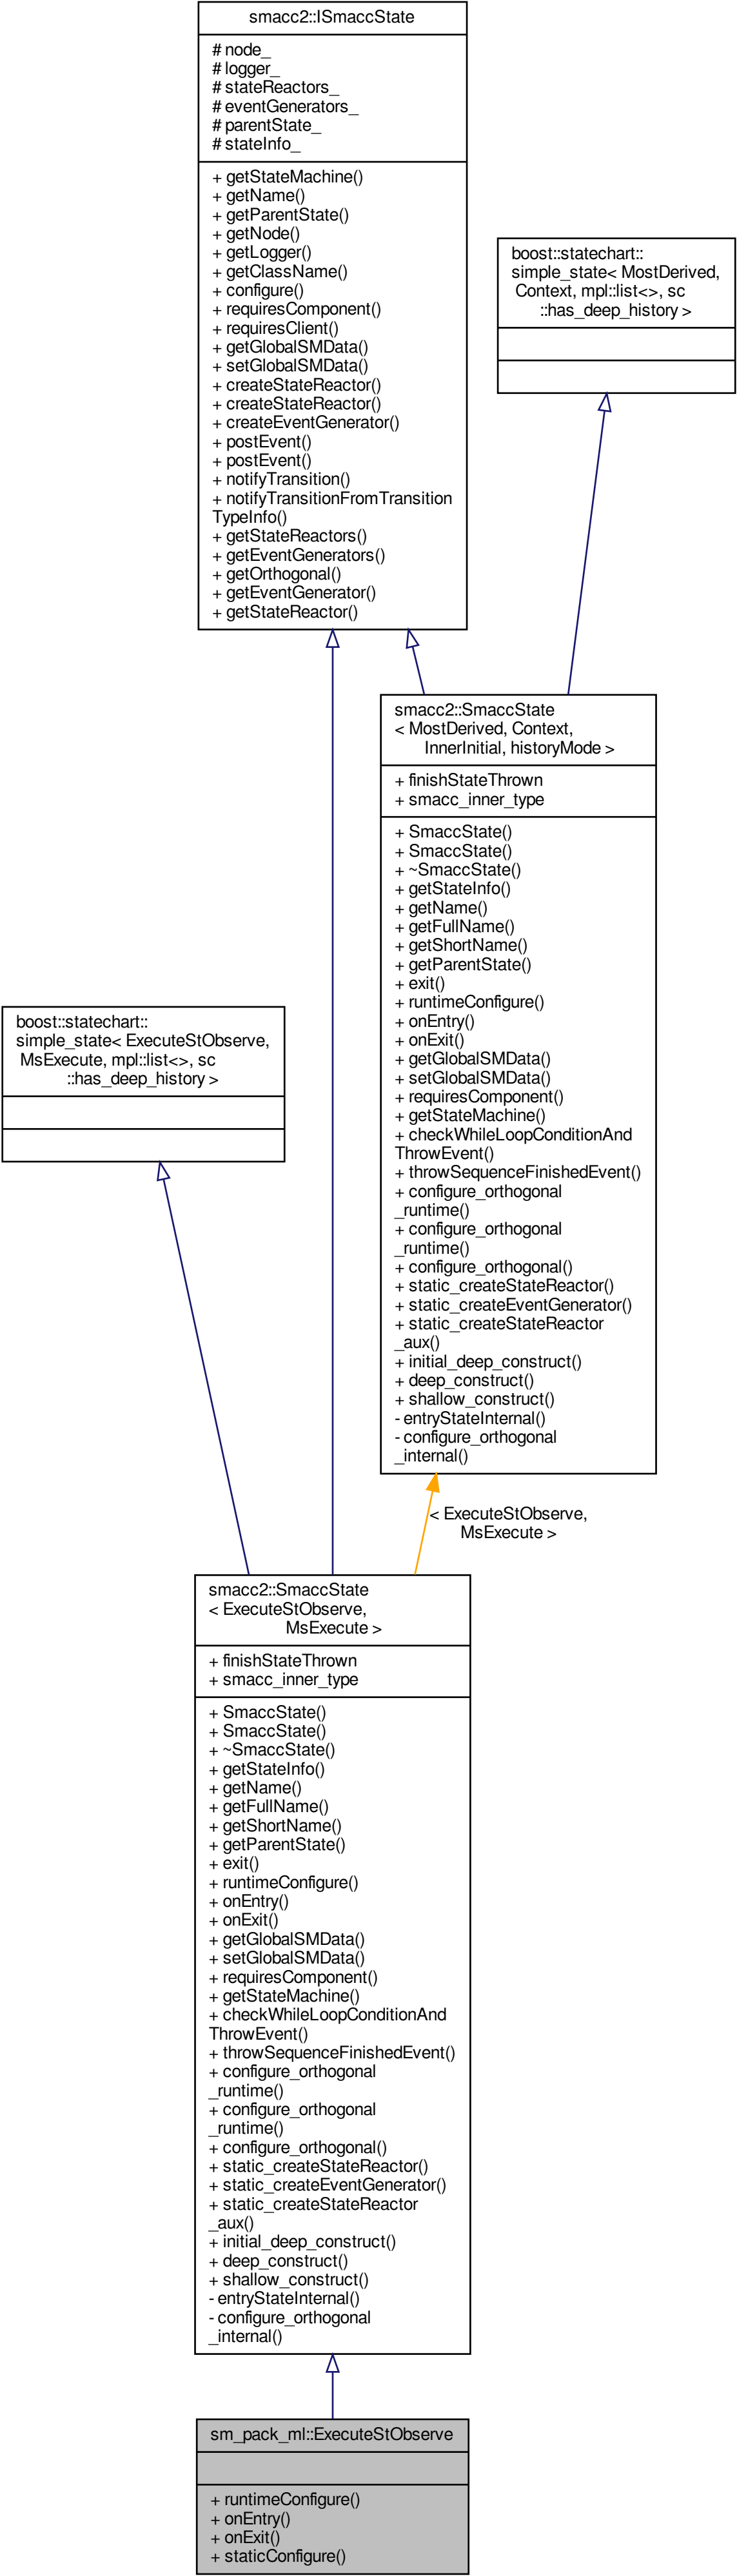 smacc2::ISmaccState
# node_
# logger_
# stateReactors_
# eventGenerators_
# parentState_
# stateInfo_
+ getStateMachine()
+ getName()
+ getParentState()
+ getNode()
+ getLogger()
+ getClassName()
+ configure()
+ requiresComponent()
+ requiresClient()
+ getGlobalSMData()
+ setGlobalSMData()
+ createStateReactor()
+ createStateReactor()
+ createEventGenerator()
+ postEvent()
+ postEvent()
+ notifyTransition()
+ notifyTransitionFromTransition
TypeInfo()
+ getStateReactors()
+ getEventGenerators()
+ getOrthogonal()
+ getEventGenerator()
+ getStateReactor()
boost::statechart::
simple_state< MostDerived,
Context, mpl::list<>, sc
::has_deep_history >
smacc2::SmaccState
< MostDerived, Context,
InnerInitial, historyMode >
+ finishStateThrown
+ smacc_inner_type
+ SmaccState()
+ SmaccState()
+ ~SmaccState()
+ getStateInfo()
+ getName()
+ getFullName()
+ getShortName()
+ getParentState()
+ exit()
+ runtimeConfigure()
+ onEntry()
+ onExit()
+ getGlobalSMData()
+ setGlobalSMData()
+ requiresComponent()
+ getStateMachine()
+ checkWhileLoopConditionAnd
ThrowEvent()
+ throwSequenceFinishedEvent()
+ configure_orthogonal
_runtime()
+ configure_orthogonal
_runtime()
+ configure_orthogonal()
+ static_createStateReactor()
+ static_createEventGenerator()
+ static_createStateReactor
_aux()
+ initial_deep_construct()
+ deep_construct()
+ shallow_construct()
- entryStateInternal()
- configure_orthogonal
_internal()
boost::statechart::
simple_state< ExecuteStObserve,
MsExecute, mpl::list<>, sc
::has_deep_history >
< ExecuteStObserve,
MsExecute >
smacc2::SmaccState
< ExecuteStObserve,
MsExecute >
+ finishStateThrown
+ smacc_inner_type
+ SmaccState()
+ SmaccState()
+ ~SmaccState()
+ getStateInfo()
+ getName()
+ getFullName()
+ getShortName()
+ getParentState()
+ exit()
+ runtimeConfigure()
+ onEntry()
+ onExit()
+ getGlobalSMData()
+ setGlobalSMData()
+ requiresComponent()
+ getStateMachine()
+ checkWhileLoopConditionAnd
ThrowEvent()
+ throwSequenceFinishedEvent()
+ configure_orthogonal
_runtime()
+ configure_orthogonal
_runtime()
+ configure_orthogonal()
+ static_createStateReactor()
+ static_createEventGenerator()
+ static_createStateReactor
_aux()
+ initial_deep_construct()
+ deep_construct()
+ shallow_construct()
- entryStateInternal()
- configure_orthogonal
_internal()
sm_pack_ml::ExecuteStObserve
+ runtimeConfigure()
+ onEntry()
+ onExit()
+ staticConfigure()